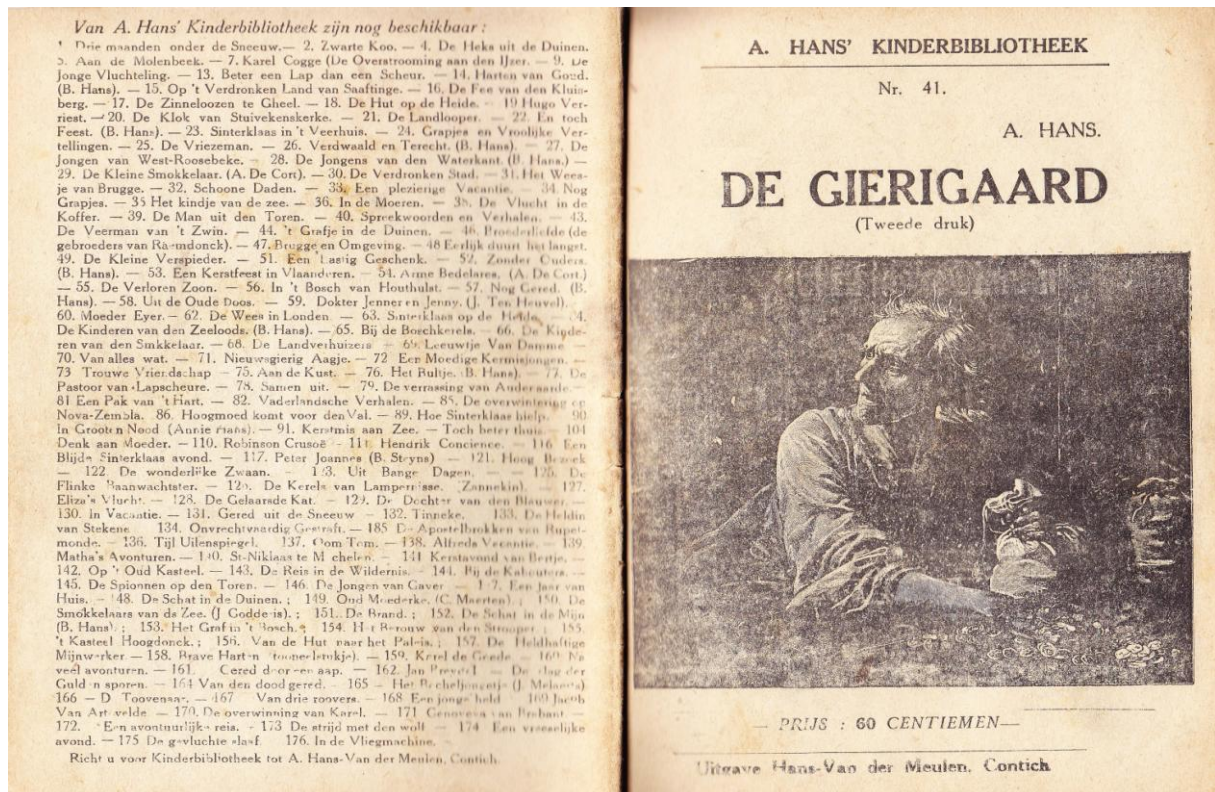 Van A. Hans' Kinderbibliotheek zijn nog beschikbaar :
1. Drie maanden onder de Sneeuw.— 2. Zwarte Koo. — 4. De Heks uit de Duinen.
5. Aan de Molenbeek. — 7. Karel Cogge (De Overstrooming aan den IJzer. — 9. De
Jonge Vluchteling. — 13. Beter een Lap dan een Scheur. — 14. Harten van Goud.
(B. Hans). — 15. Op 't Verdronken Land van Saaftinge. — 16. De Fee van den Kluis-
berg. — 17. De Zinneloozen te Gheel. — 18. De Hut op de Heide. — 19 Hugo Ver-
riest. — 20. De Klok van Stuivekenskerke. — 21. De Landlooper. — 22. En toch
Feest. (B. Hans). — 23. Sinterklaas in 't Veerhuis. — 24. Grapjes en Vroolijke Ver-
tellingen. — 25. De Vriezeman. — 26. Verdwaald en Terecht. (B. Hans). — 27. De
Jongen van West-Roosebeke. — 28. De Jongens van den Waterkant. (B. Hans.) —
29. De Kleine Smokkelaar. (A. De Cort). — 30. De Verdronken Stad. — 31. Het Wees-
je van Brugge. — 32. Schoone Daden. — 33. Een plezierige Vacantie. — 34. Nog
Grapjes. — 35 Het kindje van de zee. — 36. In de Moeren. — 38. De Vlucht in de
Koffer. — 39. De Man uit den Toren. — 40. Spreekwoorden en Verhalen. — 43.
De Veerman van 't Zwin. — 44. 't Grafje in de Duinen. — 46. Broederliefde (de
gebroeders van Raemdonck). — 47. Brugge en Omgeving. — 48 Eerlijk duurt het langst.
49. De Kleine Verspieder. — 51. Een Lastig Geschenk. — 52. Zonder Ouders.
(B. Hans). — 53. Een Kerstfeest in Vlaanderen. — 54. Arme Bedelares. (A. De Cort.)
— 55. De Verloren Zoon. — 56. In 't Bosch van Houthulst. — 57. Nog Gered. (B.
Hans). — 58. Uit de Oude Doos. — 59. Dokter Jenner en Jenny. (J. Ten Heuvel).
60. Moeder Eyer. — 62. De Wees in Londen — 63. Sinterklaas op de Heide.
De Kinderen van den Zeeloods. (B. Hans). — 65. Bij de Boschkerels. — 66. De Kinde-
ren van den Smkkelaar. — 68. De Landverhuizers — 69. Leeuwtje Van Damme —
70. Van alles wat. — 71. Nieuwsgierig Aagje. — 72 Een Moedige Kermisjongen. —
73 Trouwe Vriendschap — 75. Aan de Kust. — 76. Het Bultje. (B. Hans). — 77. De
Pastoor van Lapscheure. — 78. Samen uit. — 79. De verrassing van Audenaarde. —
81 Een Pak van 't Hart. — 82. Vaderlandsche Verhalen. — 85. De overwintering op
Nova-Zembla. 86. Hoogmoed komt voor den Val. — 89. Hoe Sinterklaas hielp. 90
In Grooten Nood (Annie Hans). — 91. Kerstmis aan Zee. — Toch beter thuis. 104
Denk aan Moeder. — 110. Robinson Crusoë — 111. Hendrik Concience. — 116 Een
Blijde Sinterklaas avond. — 117. Peter Joannes (B. Steyns) — 121. Hoog Bezoek
— 122. De wonderlijke Zwaan. — 123. Uit Bange Dagen. — 125. De
Flinke Baanwachter. — 126. De Kerels van Lampernisse. (Zannekin). — 127.
Eliza's Vlucht. — 128. De Gelaarsde Kat. — 129. De Dochter van den Blauwer. —
130. In Vacantie. — 131. Gered uit de Sneeuw — 132. Tinneke. 133. De Heldin
van Stekene 134. Onrechtvaardig Gestraft. — 185 De Apostelbrokken van Rupel-
monde. — 136. Tijl Uilenspiegel. 137. Oom Tom. — 138. Alfreds Vacantie. — 139.
Matha's Avonturen. — 140. St-Niklaas te Mechelen. — 141 Kerstavond van Bertje. —
142. Op 't Oud Kasteel. — 143. De Reis in de Wildernis. — 144. Bij de Kabouters. —
145. De Spionnen op den Toren. — 146. De Jongen van Gaver — 147. Een Jaar van
Huis. — 148. De Schat in de Duinen. ; 149. Oud Moederke. (C. Maerten). ; 150. De
Smokkelaars van de Zee. (J Godderis). ; 151. De Brand. ; 152. De Schat in de Mijn
(B. Hans) ; 153. Het Graf in 't Bosch. ; 154. Het Berouw van den Strooper ; 155.
't Kasteel Hoogdonck. ; 156. Van de Hut naar het Paleis. ; 157. De Heldhaftige
Mijnwerker — 158. Brave Harten (tooneelstukje). — 159. Karel de Goede. — 160 Na
veel avonturen. — 161. Gered door een aap. — 162. Jan Breydel — De slag der
Gulden sporen. — 164 Van den dood gered. — 165 — Het Bocheljongentje (J. Melaerts)
166 — D Toovenaar. — 167 Van drie roovers. — 168 Een jonge held 169 Jacob
Van Artevelde — 170. De overwinning van Karel. — 171 Genoveva van Brabant —
172. Een avontuurlijke reis. — 173 De strijd met den wolf — 174 Een vreeselijke
avond. — 175 De gevluchte slaaf. 176. In de Vliegmachine.
Richt u voor Kinderbibliotheek tot A. Hans-Van der Meulen, Contich.
A. HANS' KINDERBIBLIOTHEEK
Nr. 41.
A. HANS.
DE GIERIGAARD
(Tweede druk)
— PRIJS : 60 CENTIEMEN —
Uitgave Hans-Van der Meulen, Contich